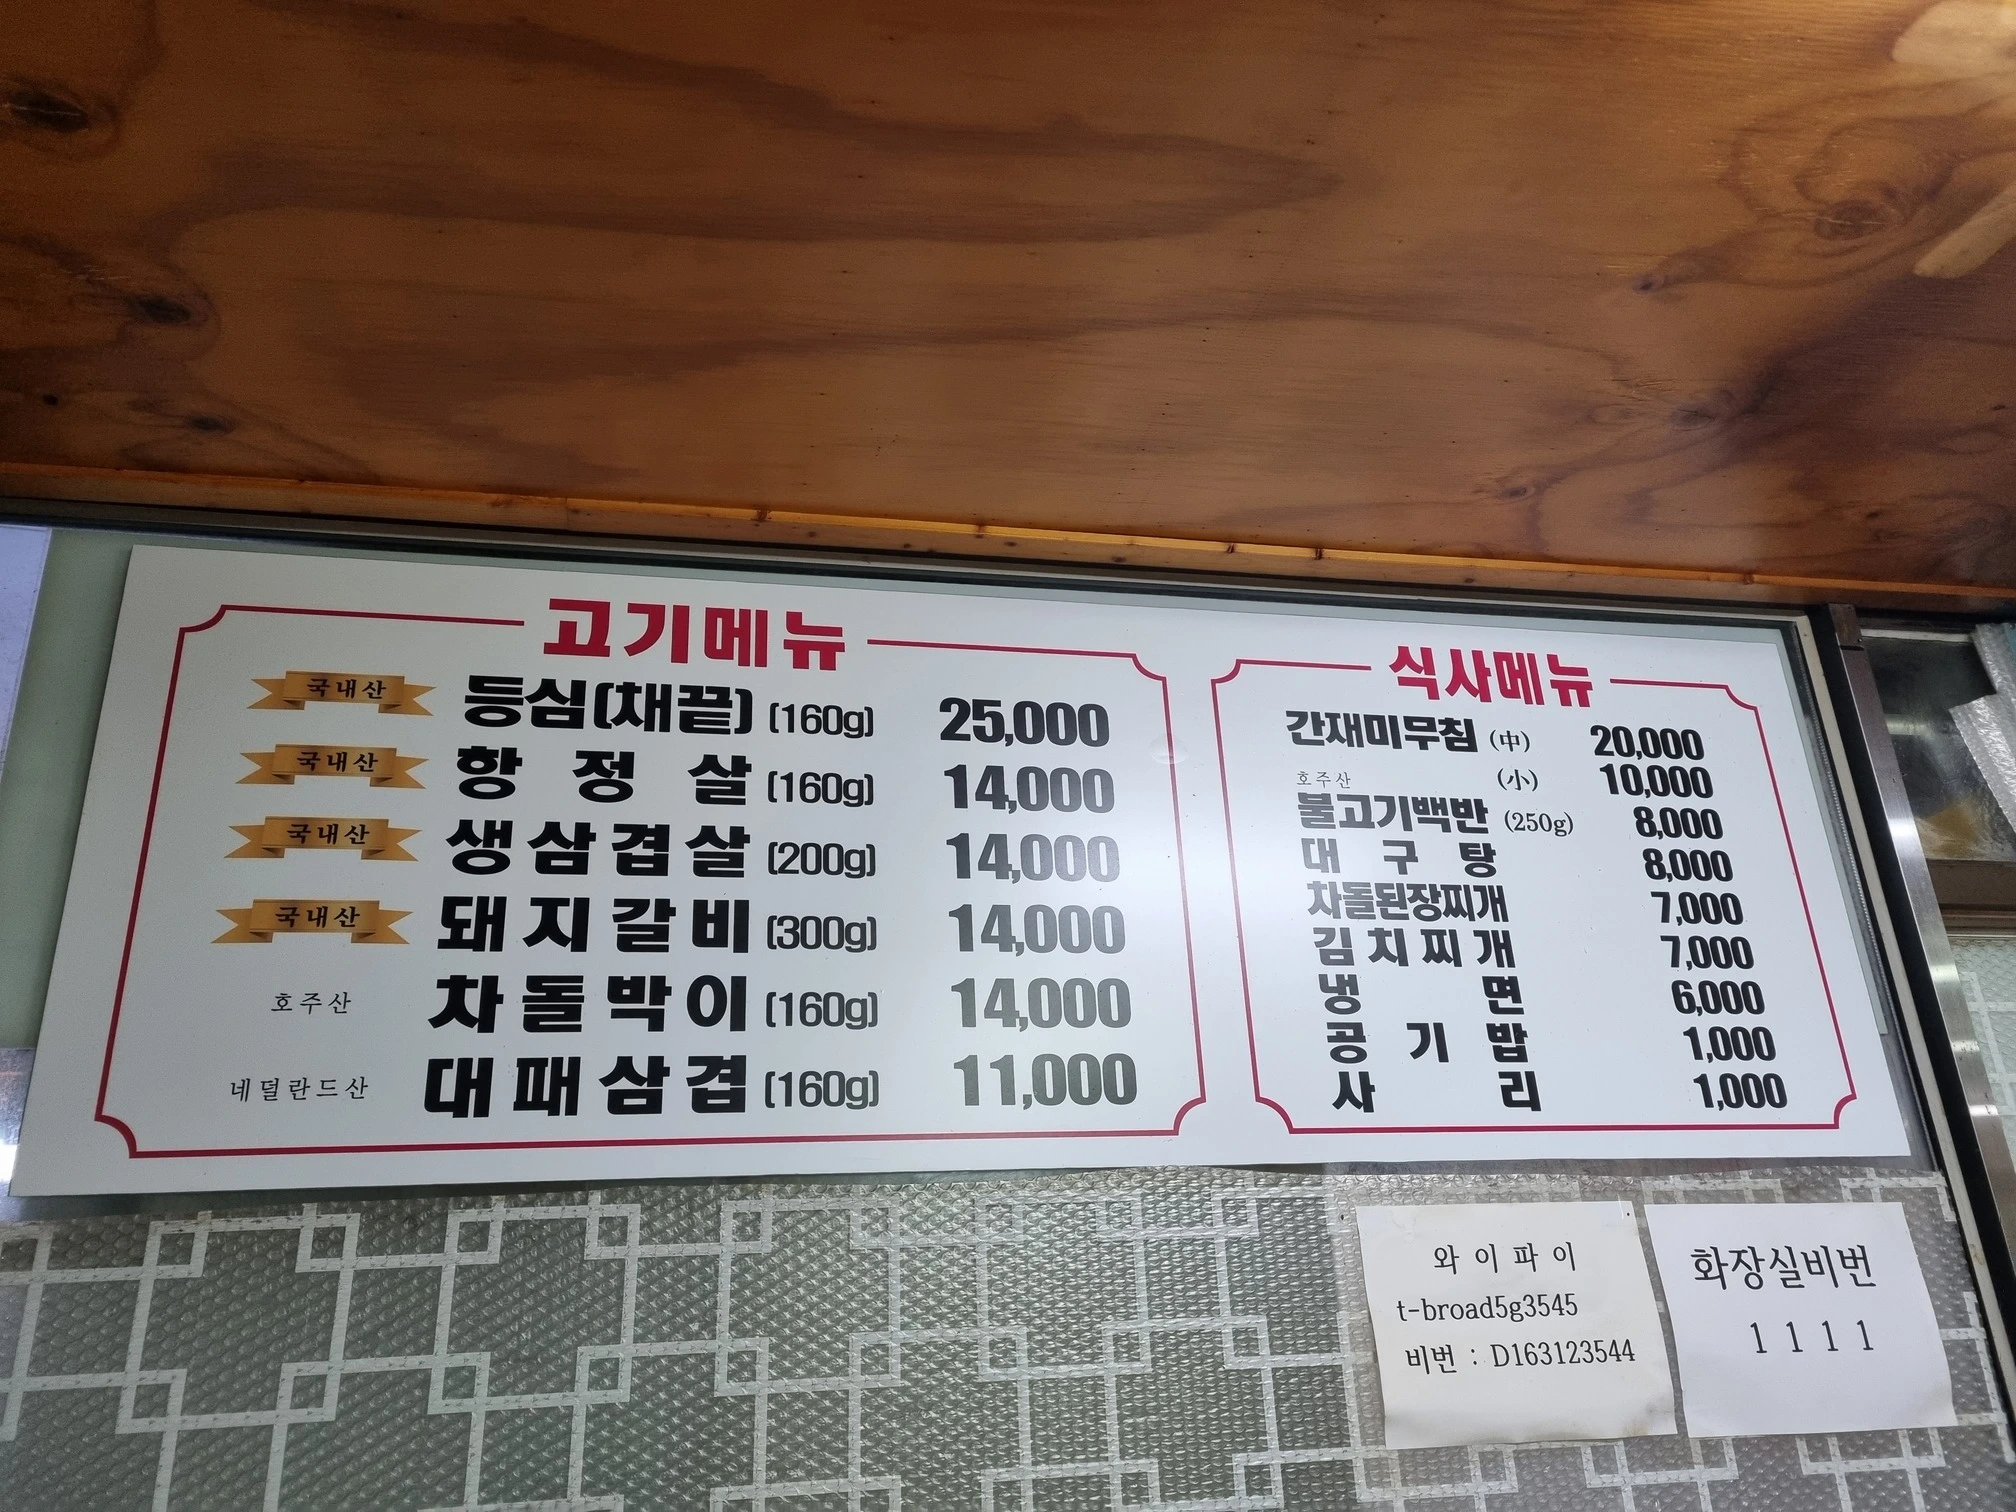 고기메뉴
국내산 등심(채끝) (160g) 25,000
국내산 항정살 (160g) 14,000
국내산 생삼겹살 (200g) 14,000
국내산 돼지갈비 (300g) 14,000
호주산 차돌박이 (160g) 14,000
네덜란드산 대패삼겹 (160g) 11,000
식사메뉴
간재미무침 (中) 20,000
(小) 10,000
호주산
불고기백반 (250g) 8,000
대구탕 8,000
차돌된장찌개 7,000
김치찌개 7,000
냉면 6,000
공기밥 1,000
사리 1,000
와이파이
t-broad5g3545
비번 : D163123544
화장실비번
1111